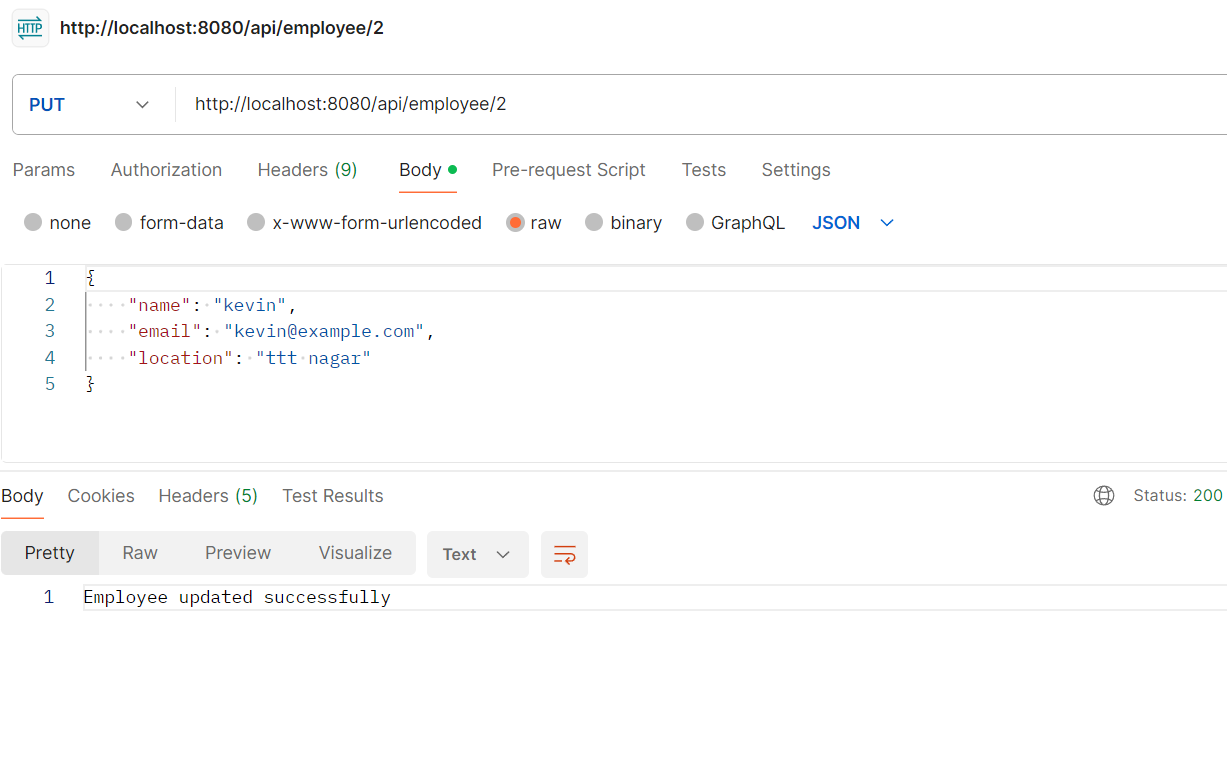 HTTP http://localhost:8080/api/employee/2
PUT http://localhost:8080/api/employee/2
Params Authorization Headers (9) Body Pre-request Script Tests Settings
none form-data x-www-form-urlencoded raw binary GraphQL JSON
1 {
2 "name": "kevin",
3 "email": "kevin@example.com",
4 "location": "ttt nagar"
5 }
Body Cookies Headers (5) Test Results Status: 200
Pretty Raw Preview Visualize Text
1 Employee updated successfully